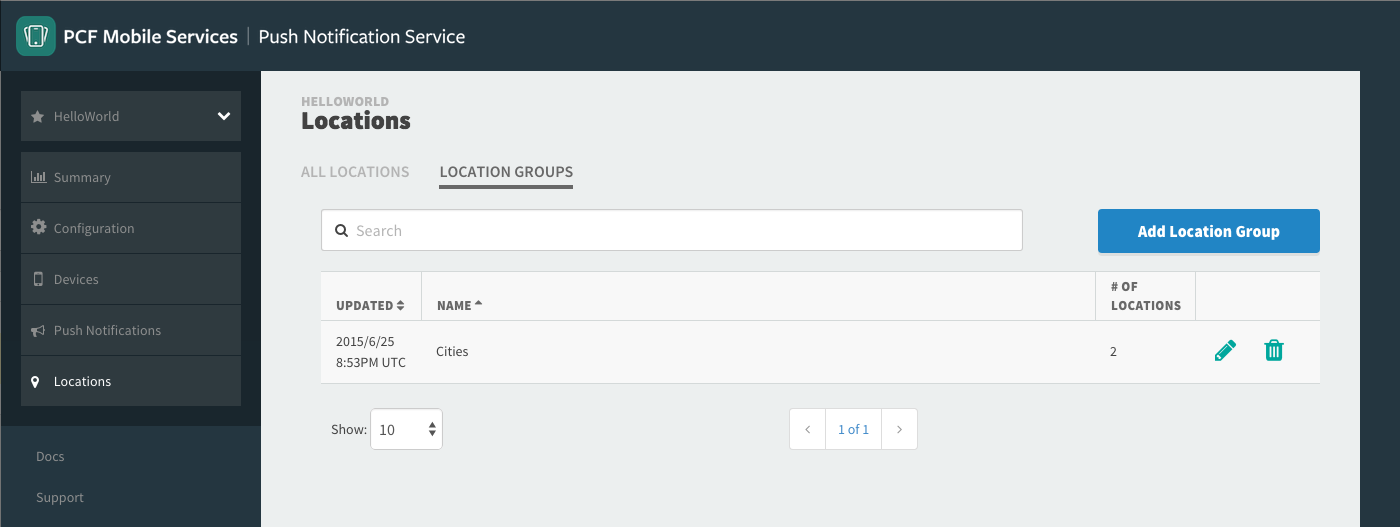 PCF Mobile Services | Push Notification Service
HelloWorld
Summary
Configuration
Devices
Push Notifications
Locations
Docs
Support
HELLOWORLD
Locations
ALL LOCATIONS LOCATION GROUPS
Search
Add Location Group
UPDATED NAME # OF
LOCATIONS
2015/6/25
8:53PM UTC
Cities
2
Show: 10
< 1 of 1 >